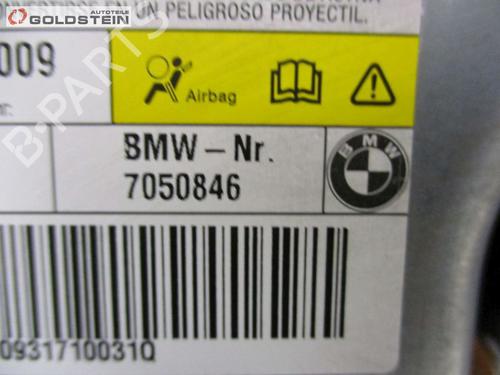 Autoteile
GOLDSTEIN
UN PELIGROSO PROYECTIL.
009
Airbag
BMW - Nr.
7050846
BMW
B-PARTS
0931710031Q